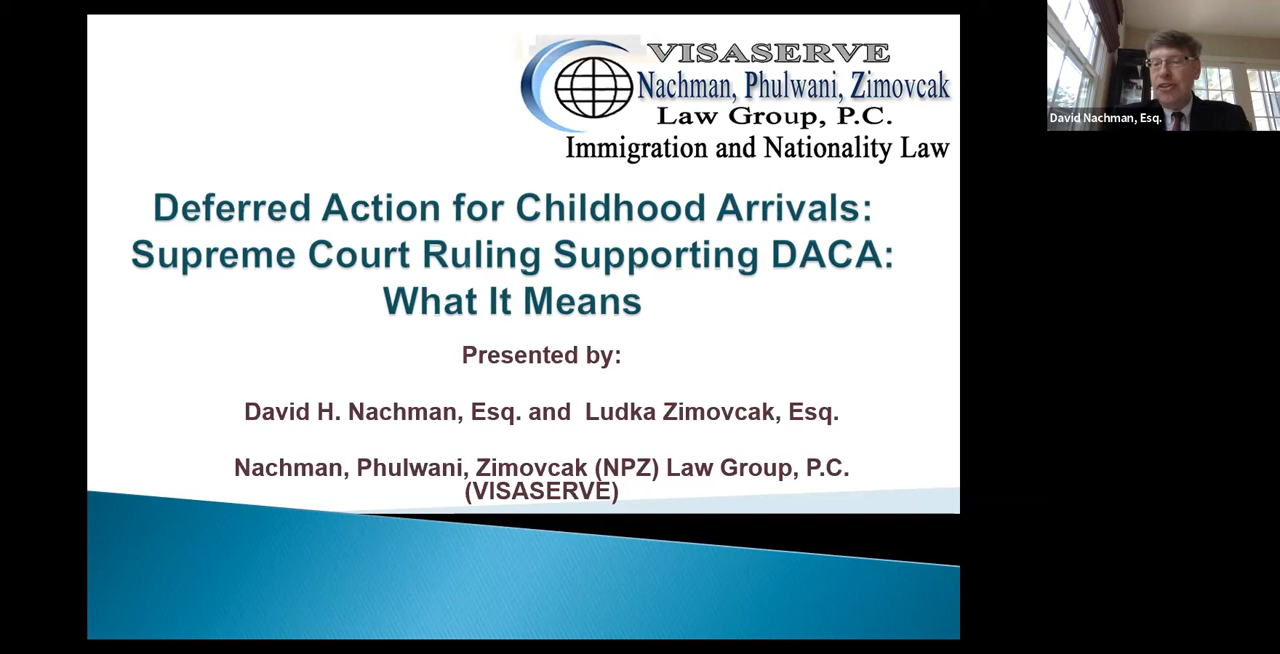 VISASERVE
Nachman, Phulwani, Zimovcak
Law Group, P.C.
Immigration and Nationality Law
Deferred Action for Childhood Arrivals:
Supreme Court Ruling Supporting DACA:
What It Means
Presented by:
David H. Nachman, Esq. and Ludka Zimovcak, Esq.
Nachman, Phulwani, Zimovcak (NPZ) Law Group, P.C.
(VISASERVE)
David Nachman, Esq.